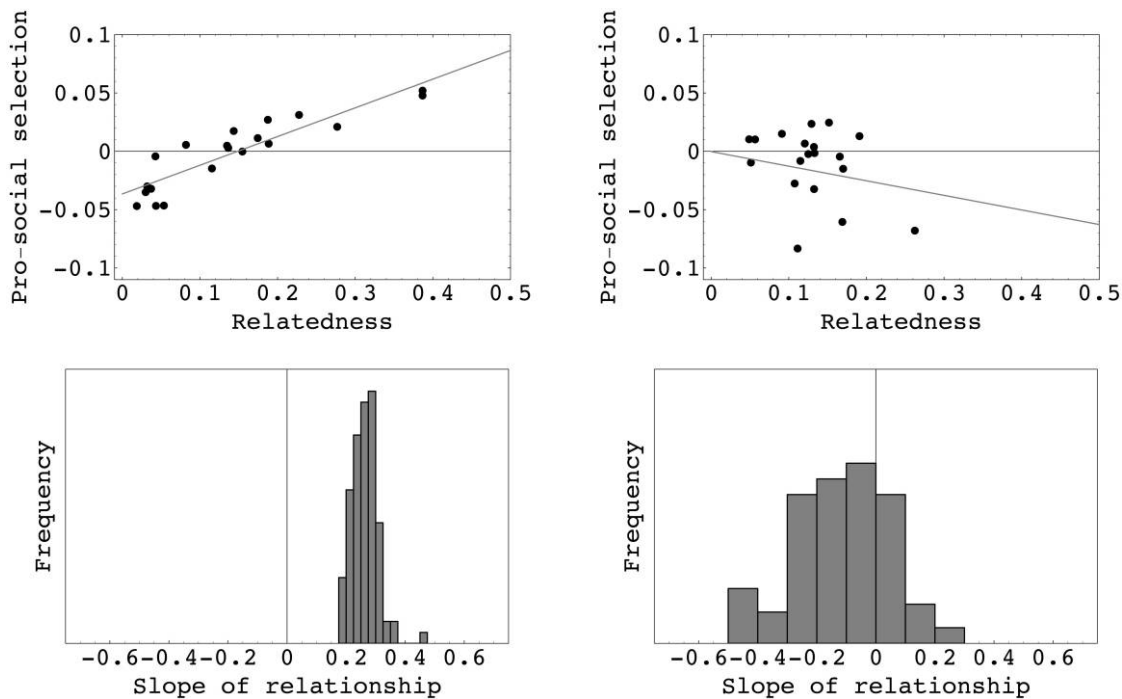 Pro-social selection
0.1
0.05
0
-0.05
-0.1
0 0.1 0.2 0.3 0.4 0.5
Relatedness
Pro-social selection
0.1
0.05
0
-0.05
-0.1
0 0.1 0.2 0.3 0.4 0.5
Relatedness
Frequency
-0.6 -0.4 -0.2 0 0.2 0.4 0.6
Slope of relationship
Frequency
-0.6 -0.4 -0.2 0 0.2 0.4 0.6
Slope of relationship